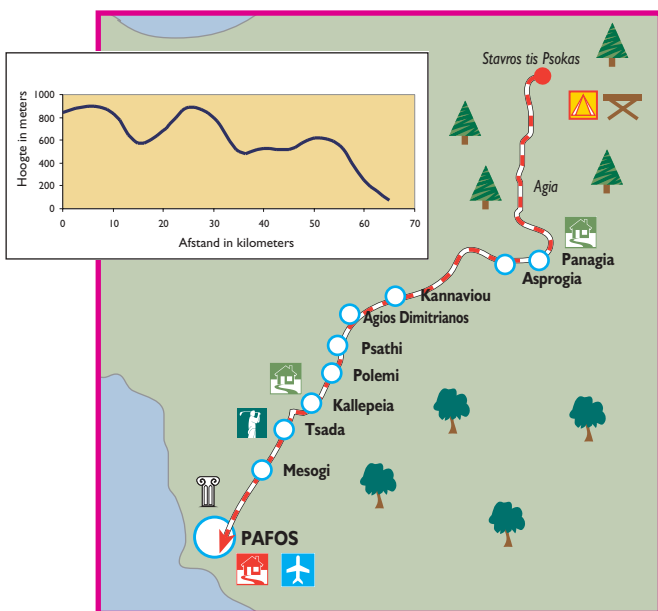 Stavros tis Psokas
Hoogte in meters
1000
800
600
400
200
0
0 10 20 30 40 50 60 70
Afstand in kilometers
Agia
Panagia
Asprogia
Kannaviou
Agios Dimitrianos
Psathi
Polemi
Kallepeia
Tsada
Mesogi
PAFOS